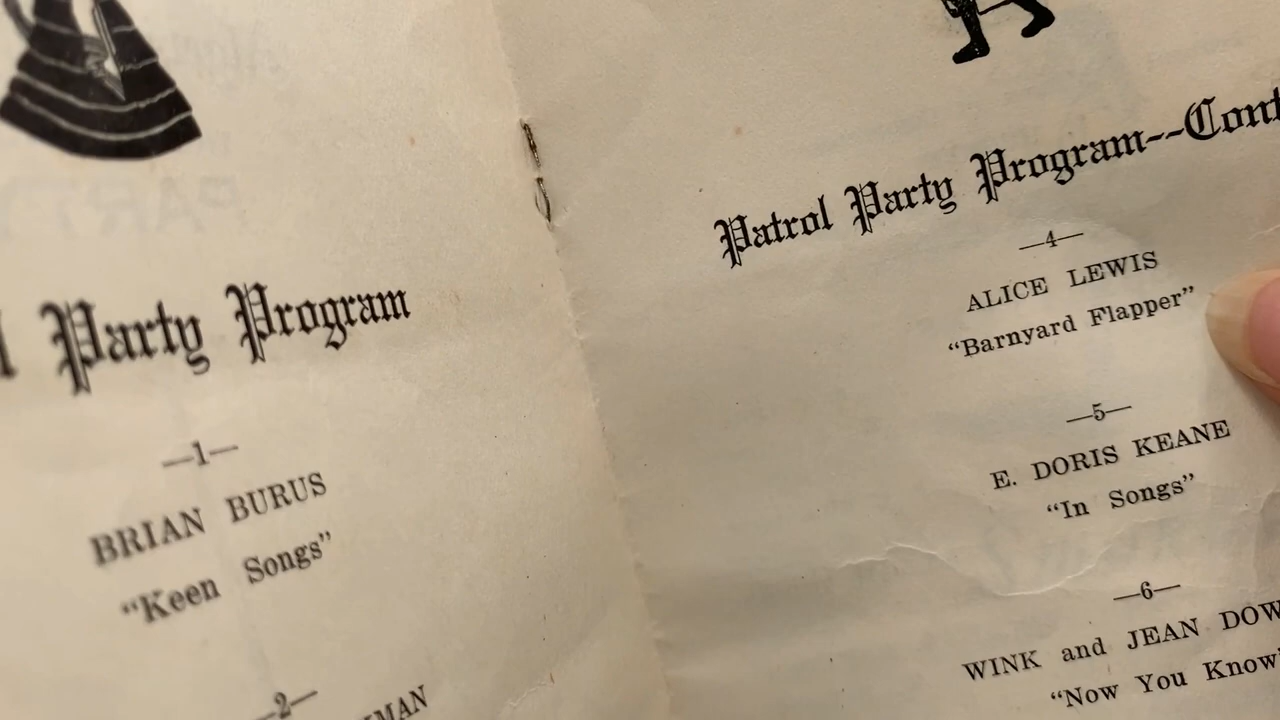 Party Program
—1—
BRIAN BURUS
“Keen Songs”
—2—
Patrol Party Program--Cont
—4—
ALICE LEWIS
“Barnyard Flapper”
—5—
E. DORIS KEANE
“In Songs”
—6—
WINK and JEAN DOW
“Now You Know”